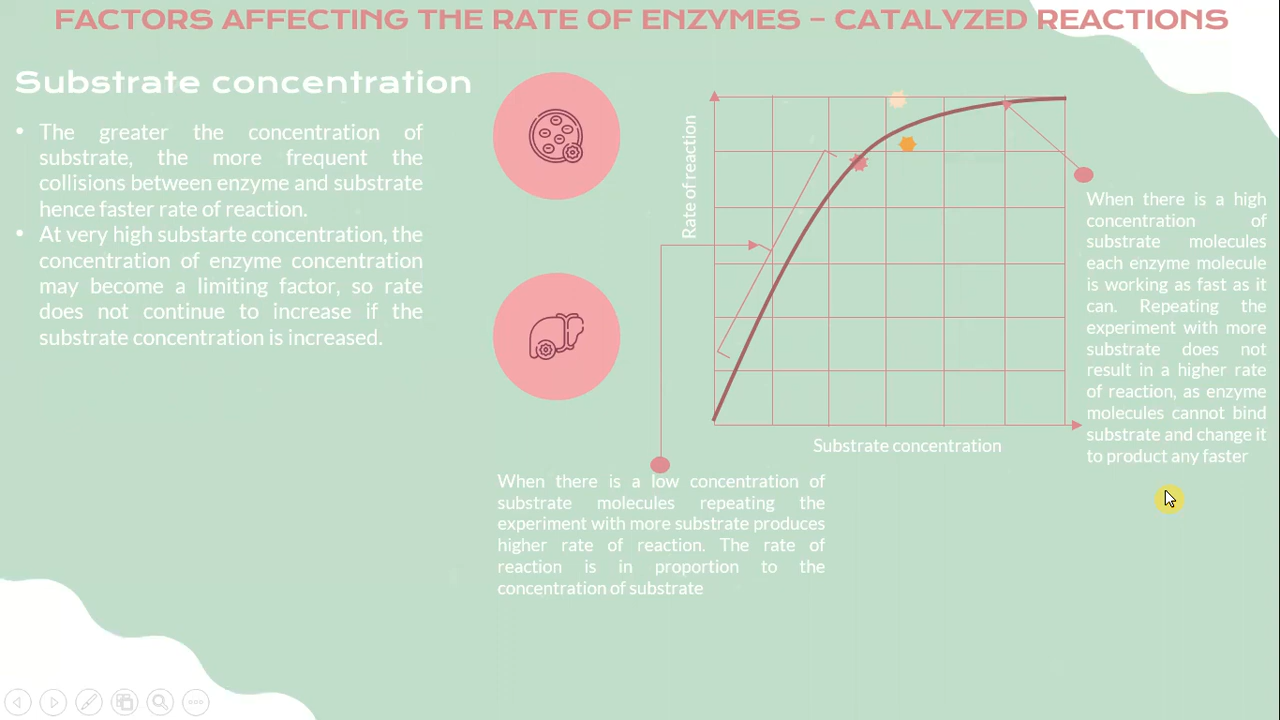 FACTORS AFFECTING THE RATE OF ENZYMES – CATALYZED REACTIONS
Substrate concentration
• The greater the concentration of
substrate, the more frequent the
collisions between enzyme and substrate
hence faster rate of reaction.
• At very high substarte concentration, the
concentration of enzyme concentration
may become a limiting factor, so rate
does not continue to increase if the
substrate concentration is increased.
Rate of reaction
Substrate concentration
When there is a high
concentration of
substrate molecules
each enzyme molecule
is working as fast as it
can. Repeating the
experiment with more
substrate does not
result in a higher rate
of reaction, as enzyme
molecules cannot bind
substrate and change it
to product any faster
When there is a low concentration of
substrate molecules repeating the
experiment with more substrate produces
higher rate of reaction. The rate of
reaction is in proportion to the
concentration of substrate